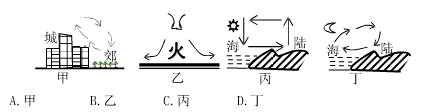 城 郊 火 海 陆 海 陆
甲 乙 丙 丁
A.甲 B.乙 C.丙 D.丁